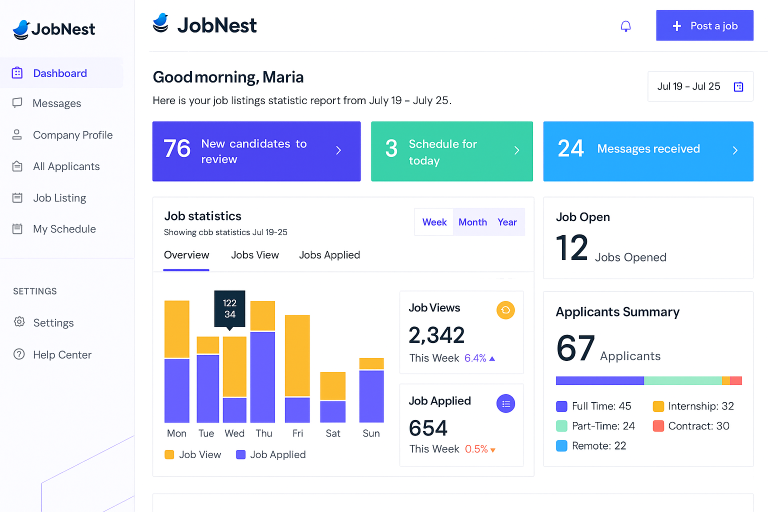 JobNest
Dashboard
Messages
Company Profile
All Applicants
Job Listing
My Schedule
SETTINGS
Settings
Help Center
JobNest
+ Post a job
Good morning, Maria
Here is your job listings statistic report from July 19 – July 25.
Jul 19 – Jul 25
76 New candidates to
review
3 Schedule for
today
24 Messages received
Job statistics
Showing cbb statistics Jul 19-25
Week Month Year
Overview Jobs View Jobs Applied
122
34
Mon Tue Wed Thu Fri Sat Sun
Job View Job Applied
Job Views
2,342
This Week 6.4%
Job Applied
654
This Week 0.5%
Job Open
12 Jobs Opened
Applicants Summary
67 Applicants
Full Time: 45 Internship: 32
Part-Time: 24 Contract: 30
Remote: 22